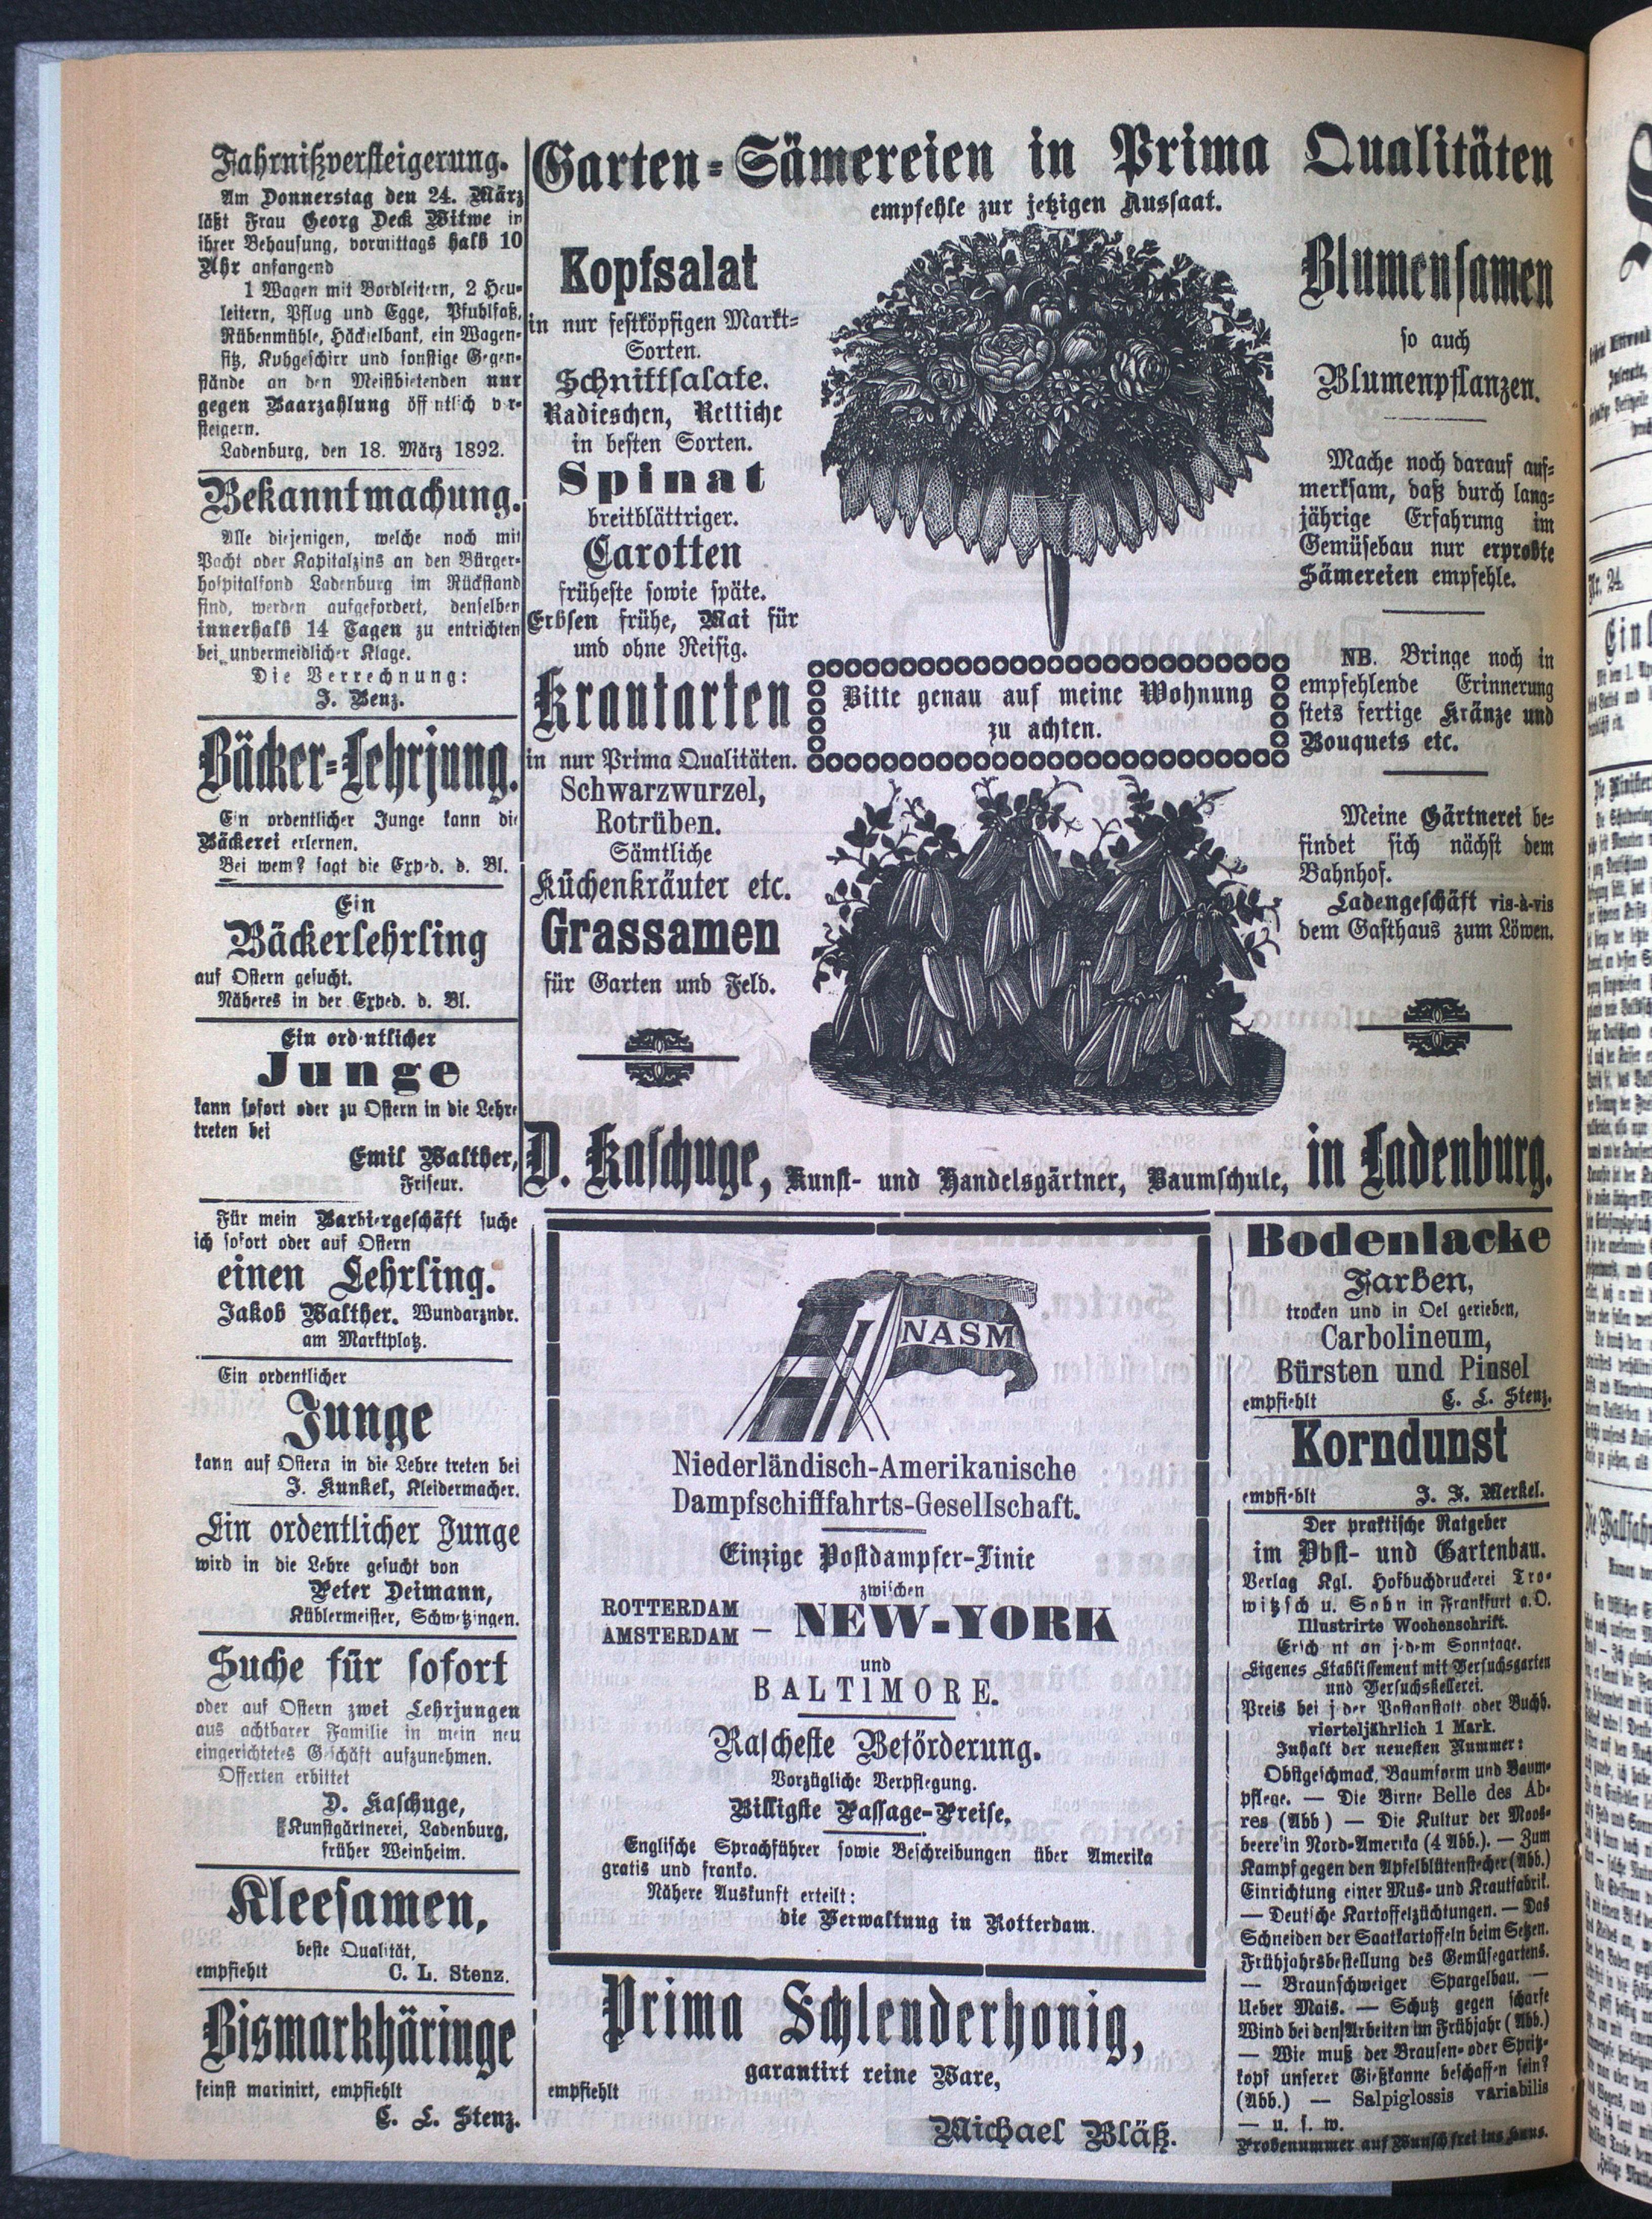 Fahrnißversteigerung.
Am Donnerstag den 24. März
läßt Frau Georg Deck Witwe in
ihrer Behausung, vormittags halb 10
Uhr anfangend
1 Wagen mit Bordleitern, 2 Heu-
leitern, Pflug und Egge, Pfuhlfaß,
Rübenmühle, Häckselbank, ein Wagen-
sitz, Kuhgeschirr und sonstige Gegen-
stände an den Meistbietenden nur
gegen Baarzahlung öffentlich ver-
steigern.
Ladenburg, den 18. März 1892.
Bekanntmachung.
Alle diejenigen, welche noch mit
Pacht oder Kapitalzins an den Bürger-
hospitalfond Ladenburg im Rückstand
sind, werden aufgefordert, denselben
innerhalb 14 Tagen zu entrichten
bei unvermeidlicher Klage.
Die Verrechnung:
J. Benz.
Bäcker-Lehrjung.
Ein ordentlicher Junge kann die
Bäckerei erlernen.
Bei wem? sagt die Exped. d. Bl.
Ein
Bäckerlehrling
auf Ostern gesucht.
Näheres in der Exped. d. Bl.
Ein ordentlicher
Junge
kann sofort oder zu Ostern in die Lehre
treten bei
Emil Walther,
Friseur.
Für mein Barbiergeschäft suche
ich sofort oder auf Ostern
einen Lehrling.
Jakob Walther. Wundarzndr.
am Marktplatz.
Ein ordentlicher
Junge
kann auf Ostern in die Lehre treten bei
J. Kunkel, Kleidermacher.
Ein ordentlicher Junge
wird in die Lehre gesucht von
Peter Deimann,
Küblermeister, Schwetzingen.
Suche für sofort
oder auf Ostern zwei Lehrjungen
aus achtbarer Familie in mein neu
eingerichtetes Geschäft aufzunehmen.
Offerten erbittet
D. Kaschuge,
Kunstgärtnerei, Ladenburg,
früher Weinheim.
Kleesamen,
beste Qualität,
empfiehlt C. L. Stenz.
Bismarkhäringe
feinst marinirt, empfiehlt
C. L. Stenz.
Garten-Sämereien in Prima Qualitäten
empfehle zur jetzigen Aussaat.
Kopfsalat
in nur festköpfigen Markt-
Sorten.
Schnittsalate.
Radieschen, Rettiche
in besten Sorten.
Spinat
breitblättriger.
Carotten
früheste sowie späte.
Erbsen frühe, Mai für
und ohne Reisig.
Krautarten
in nur Prima Qualitäten.
Schwarzwurzel,
Rotrüben.
Sämtliche
Küchenkräuter etc.
Grassamen
für Garten und Feld.
Bitte genau auf meine Wohnung
zu achten.
Blumensamen
so auch
Blumenpflanzen.
Mache noch darauf auf-
merksam, daß durch lang-
jährige Erfahrung im
Gemüsebau nur erprobte
Sämereien empfehle.
NB. Bringe noch in
empfehlende Erinnerung
stets fertige Kränze und
Bouquets etc.
Meine Gärtnerei be-
findet sich nächst dem
Bahnhof.
Ladengeschäft vis-à-vis
dem Gasthaus zum Löwen.
D. Kaschuge, Kunst- und Handelsgärtner, Baumschule, in Ladenburg.
NASM
Niederländisch-Amerikanische
Dampfschifffahrts-Gesellschaft.
Einzige Postdampfer-Linie
zwischen
ROTTERDAM
AMSTERDAM — NEW-YORK
und
BALTIMORE.
Rascheste Beförderung.
Vorzügliche Verpflegung.
Billigste Passage-Preise.
Englische Sprachführer sowie Beschreibungen über Amerika
gratis und franko.
Nähere Auskunft erteilt:
die Verwaltung in Rotterdam.
Prima Schlenderhonig,
garantirt reine Ware,
empfiehlt
Michael Bläß.
Bodenlacke
Farben,
trocken und in Oel gerieben,
Carbolineum,
Bürsten und Pinsel
empfiehlt C. L. Stenz.
Korndunst
empfiehlt J. F. Merkel.
Der praktische Ratgeber
im Obst- und Gartenbau.
Verlag Kgl. Hofbuchdruckerei Tro-
witzsch u. Sohn in Frankfurt a.O.
Illustrirte Wochenschrift.
Erscheint an jedem Sonntage.
Eigenes Etablissement mit Versuchsgarten
und Versuchskellerei.
Preis bei jeder Postanstalt oder Buchh.
vierteljährlich 1 Mark.
Inhalt der neuesten Nummer:
Obstgeschmack, Baumform und Baum-
pflege. — Die Birne Belle des Ab-
res (Abb) — Die Kultur der Moos-
beere in Nord-Amerika (4 Abb.). — Zum
Kampf gegen den Apfelblütenstecher (Abb.)
Einrichtung einer Mus- und Krautfabrik.
— Deutsche Kartoffelzüchtungen. — Das
Schneiden der Saatkartoffeln beim Setzen.
Frühjahrsbestellung des Gemüsegartens.
— Braunschweiger Spargelbau. —
Ueber Mais. — Schutz gegen scharfe
Wind bei den Arbeiten im Frühjahr (Abb.)
— Wie muß der Brausen- oder Spritz-
kopf unserer Gießkanne beschaffen sein?
(Abb.) — Salpiglossis variabilis
— u. s. w.
Probenummer auf Wunsch frei ins Haus.
Nr. 24